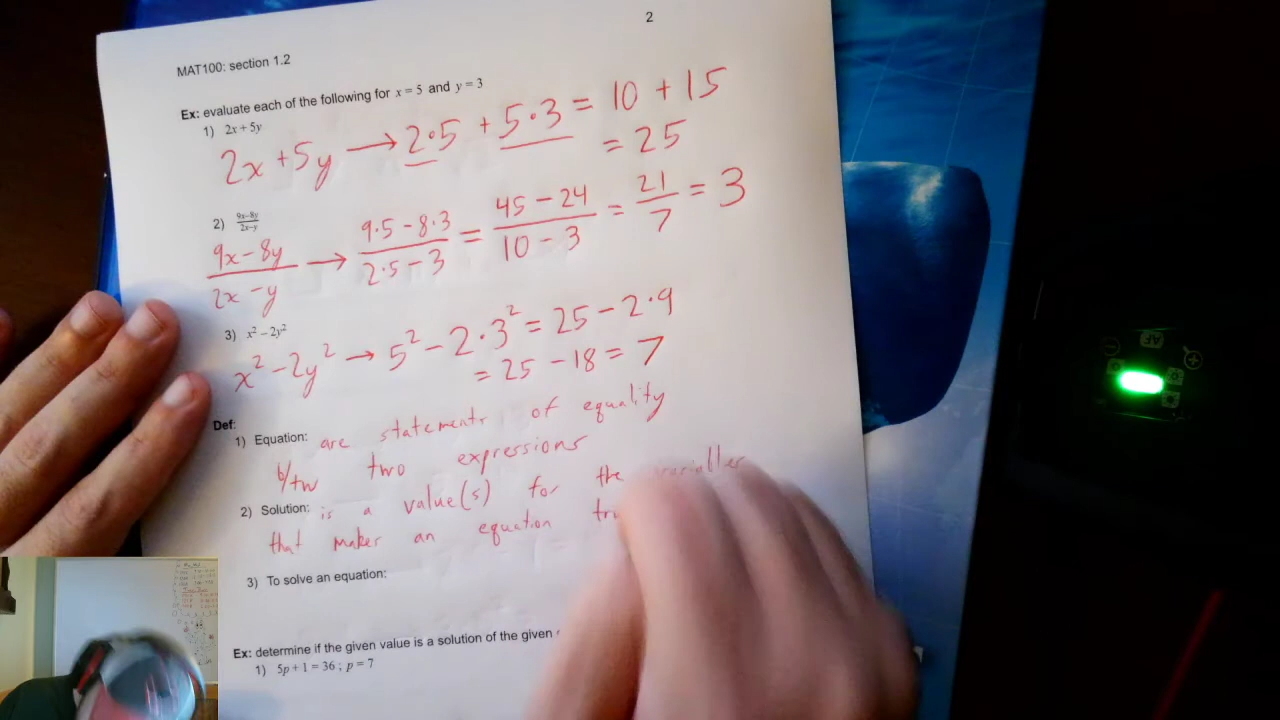 2
MAT100: section 1.2
Ex: evaluate each of the following for x = 5 and y = 3
1) 2x + 5y
2x + 5y → 2·5 + 5·3 = 10 + 15
= 25
2) (9x−8y)/(2x−y)
(9x − 8y)/(2x − y) → (9·5 − 8·3)/(2·5 − 3) = (45 − 24)/(10 − 3) = 21/7 = 3
3) x² − 2y²
x² − 2y² → 5² − 2·3² = 25 − 2·9
= 25 − 18 = 7
Def:
1) Equation: are statements of equality
b/tw two expressions
2) Solution: is a value(s) for the
that makes an equation
3) To solve an equation:
Ex: determine if the given value is a solution of the given
1) 5p + 1 = 36 ; p = 7
AF